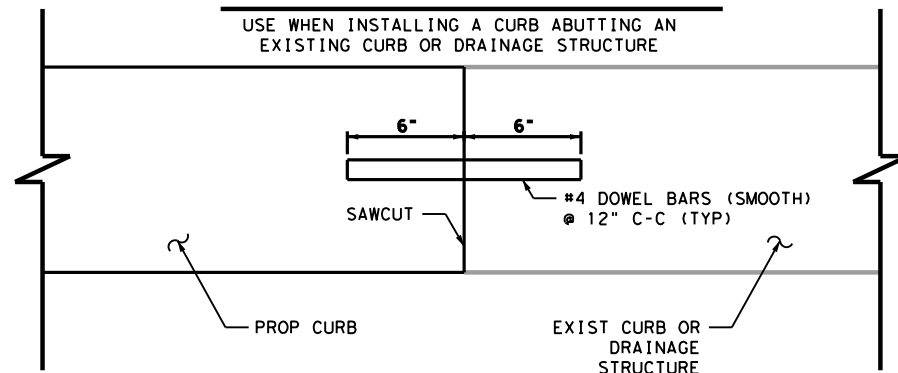 USE WHEN INSTALLING A CURB ABUTTING AN
EXISTING CURB OR DRAINAGE STRUCTURE
6"
6"
#4 DOWEL BARS (SMOOTH)
@ 12" C-C (TYP)
SAWCUT
PROP CURB
EXIST CURB OR
DRAINAGE
STRUCTURE